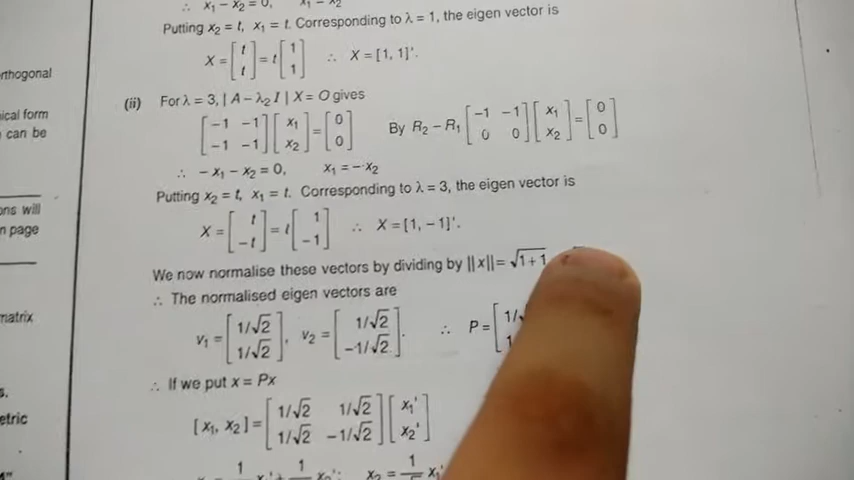 ∴ x₁ − x₂ = 0, x₁ − x₂
Putting x₂ = t, x₁ = t. Corresponding to λ = 1, the eigen vector is
X = [t t] = t [1 1] ∴ X = [1, 1]'.
rthogonal
(ii) For λ = 3, | A − λ₂ I | X = O gives
ical form
can be
[−1 −1 −1 −1] [x₁ x₂] = [0 0] By R₂ − R₁ [−1 −1 0 0] [x₁ x₂] = [0 0]
∴ − x₁ − x₂ = 0, x₁ = − x₂
Putting x₂ = t, x₁ = t. Corresponding to λ = 3, the eigen vector is
ons will
n page
X = [t −t] = t [1 −1] ∴ X = [1, −1]'.
We now normalise these vectors by dividing by ||x|| = √1 + 1
∴ The normalised eigen vectors are
matrix
v₁ = [1/√2 1/√2], v₂ = [1/√2 −1/√2]. ∴ P = [1/√
∴ If we put x = Px
s.
etric
[x₁, x₂] = [1/√2 1/√2 1/√2 −1/√2] [x₁' x₂']